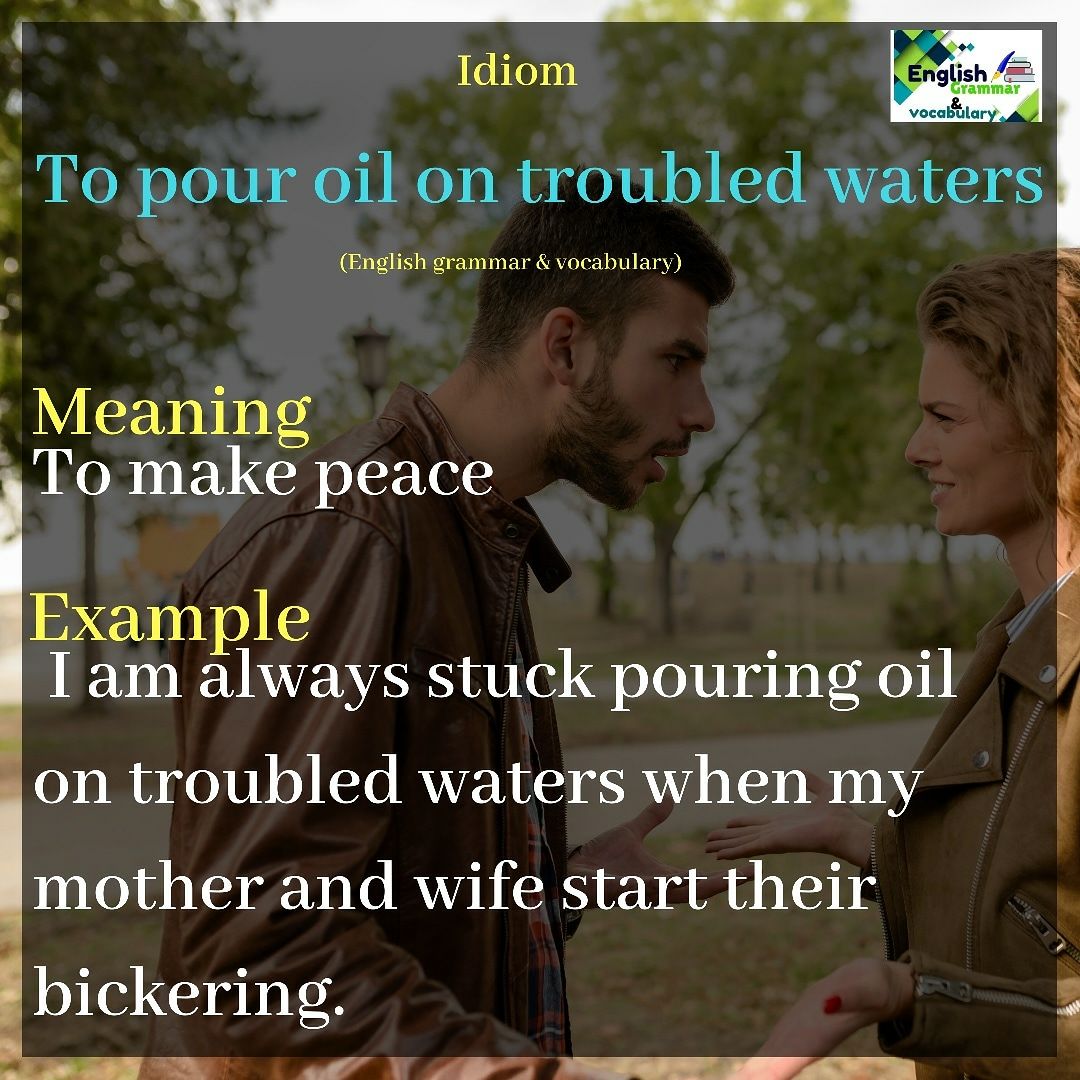 Idiom
English
Grammar
&
vocabulary
To pour oil on troubled waters
(English grammar & vocabulary)
Meaning
To make peace
Example
I am always stuck pouring oil
on troubled waters when my
mother and wife start their
bickering.